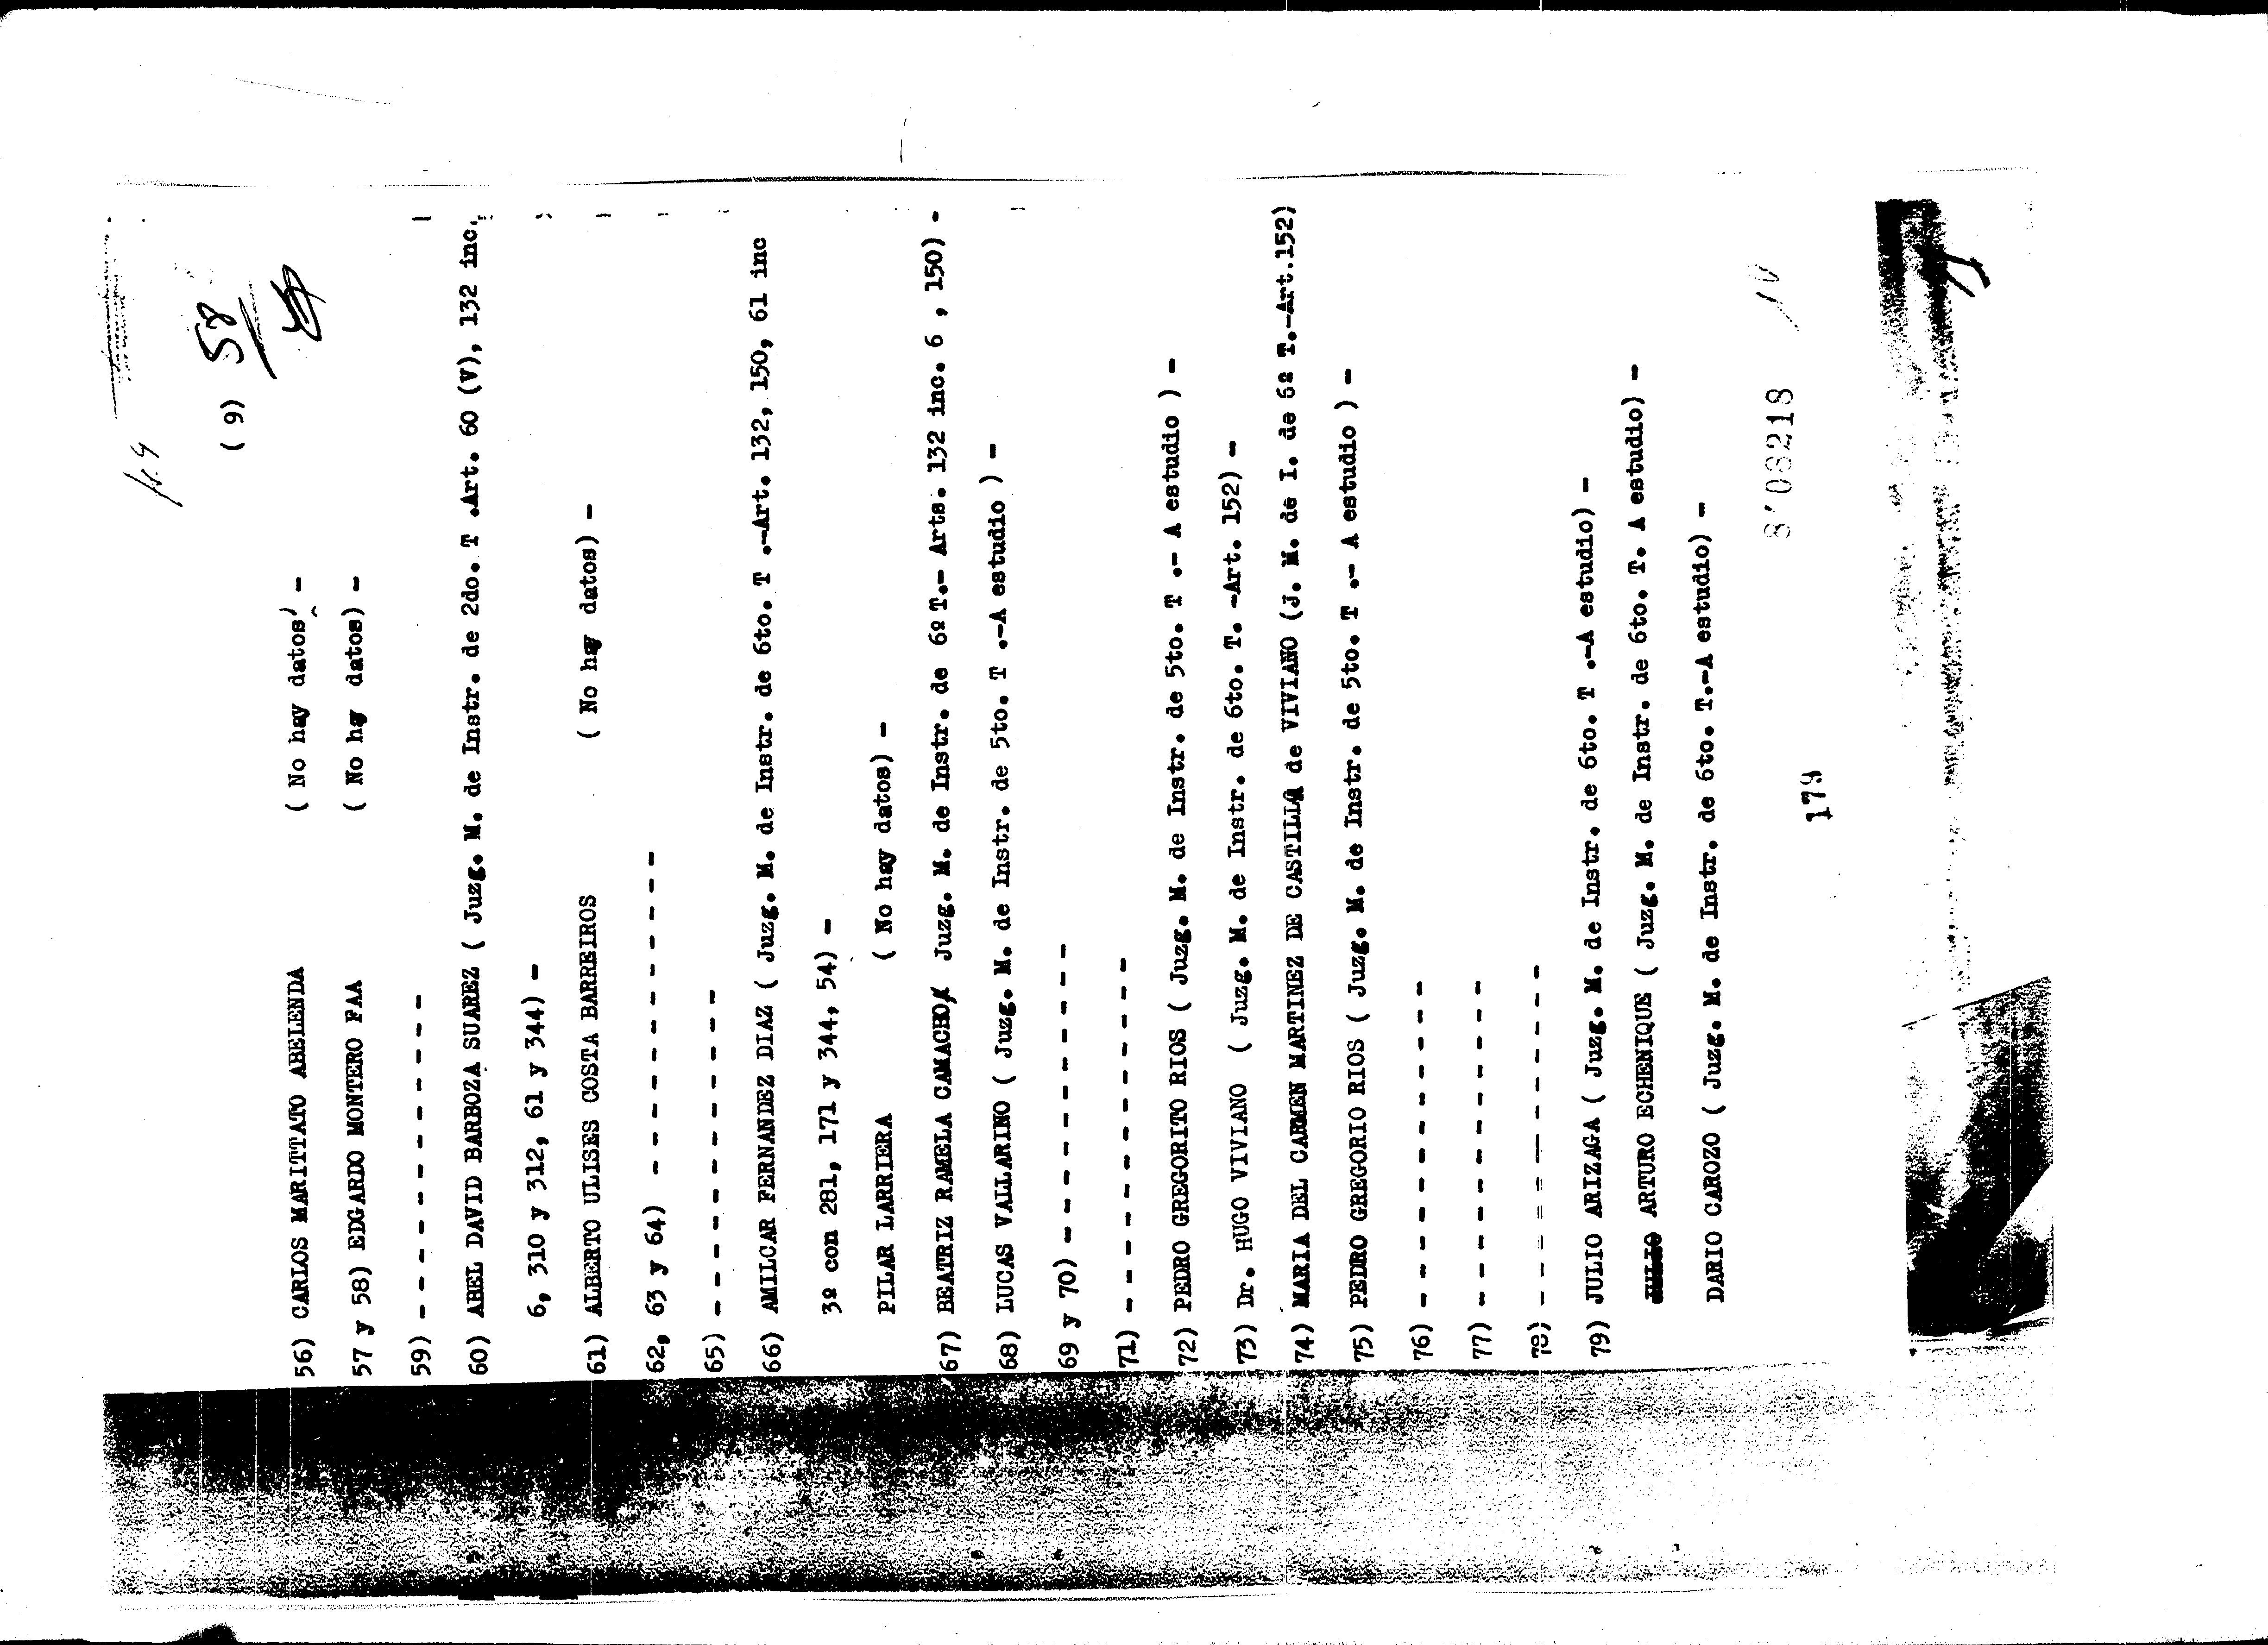 ( 9)
58
56) CARLOS MARITTATO ABELENDA ( No hay datos) -
57 y 58) EDGARDO MONTERO FAA ( No hay datos) -
59) - - - - - - - - - - -
60) ABEL DAVID BARBOZA SUAREZ ( Juzg. M. de Instr. de 2do. T .Art. 60 (V), 132 inc.
6, 310 y 312, 61 y 344) -
61) ALBERTO ULISES COSTA BARREIROS ( No hay datos) -
62, 63 y 64) - - - - - - - - - - - -
65) - - - - - - - - - - -
66) AMILCAR FERNANDEZ DIAZ ( Juzg. M. de Instr. de 6to. T .-Art. 132, 150, 61 inc
3º con 281, 171 y 344, 54) -
PILAR LARRIERA ( No hay datos) -
67) BEATRIZ RAMELA CAMACHO( Juzg. M. de Instr. de 6º T.- Arts. 132 inc. 6 , 150) -
68) LUCAS VALLARINO ( Juzg. M. de Instr. de 5to. T .-A estudio ) -
69 y 70) - - - - - - - - - - -
71) - - - - - - - - - - - -
72) PEDRO GREGORITO RIOS ( Juzg. M. de Instr. de 5to. T .- A estudio ) -
73) Dr. HUGO VIVIANO ( Juzg. M. de Instr. de 6to. T. -Art. 152) -
74) MARIA DEL CARMEN MARTINEZ DE CASTILLA de VIVIANO (J. M. de I. de 6º T.-Art.152)
75) PEDRO GREGORIO RIOS ( Juzg. M. de Instr. de 5to. T .- A estudio ) -
76) - - - - - - - - - - -
77) - - - - - - - - - - -
78) - - = = = - - - - - - -
79) JULIO ARIZAGA ( Juzg. M. de Instr. de 6to. T .-A estudio) -
JULIO ARTURO ECHENIQUE ( Juzg. M. de Instr. de 6to. T. A estudio) -
DARIO CAROZO ( Juzg. M. de Instr. de 6to. T.-A estudio) -
10
179